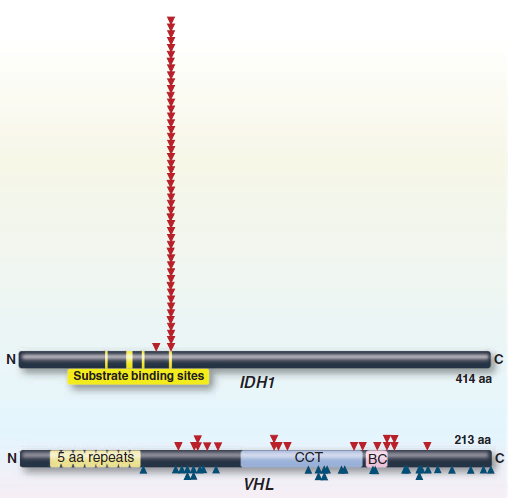 N
C
Substrate binding sites
IDH1
414 aa
213 aa
N
5 aa repeats
CCT
BC
C
VHL